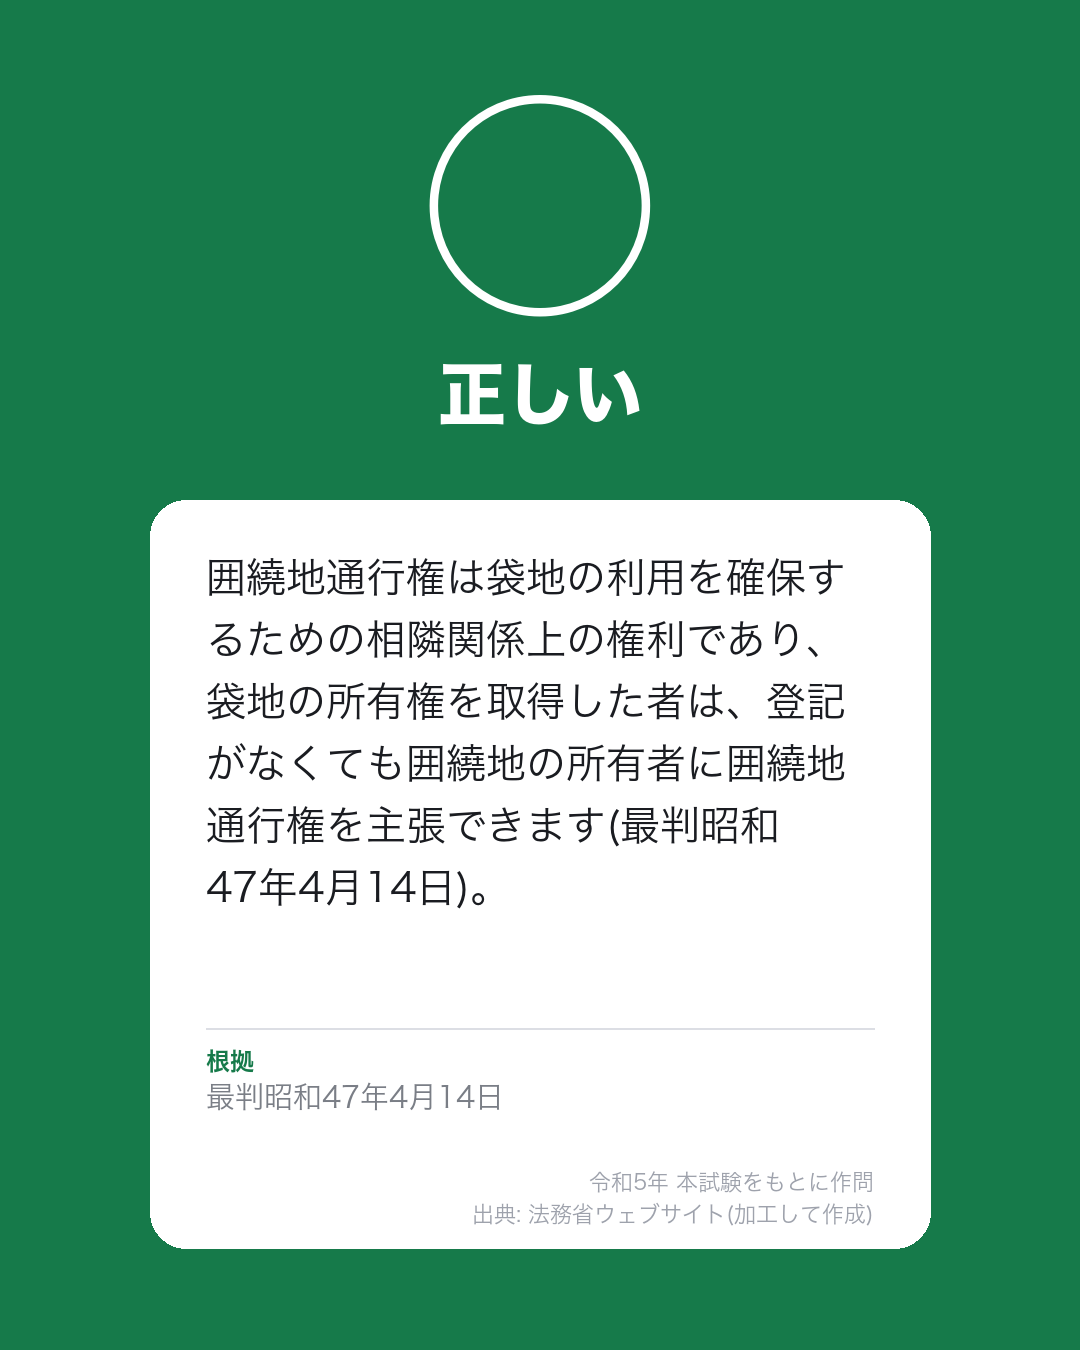 正しい
囲繞地通行権は袋地の利用を確保す
るための相隣関係上の権利であり、
袋地の所有権を取得した者は、登記
がなくても囲繞地の所有者に囲繞地
通行権を主張できます(最判昭和
47年4月14日)。
根拠
最判昭和47年4月14日
令和5年 本試験をもとに作問
出典: 法務省ウェブサイト(加工して作成)